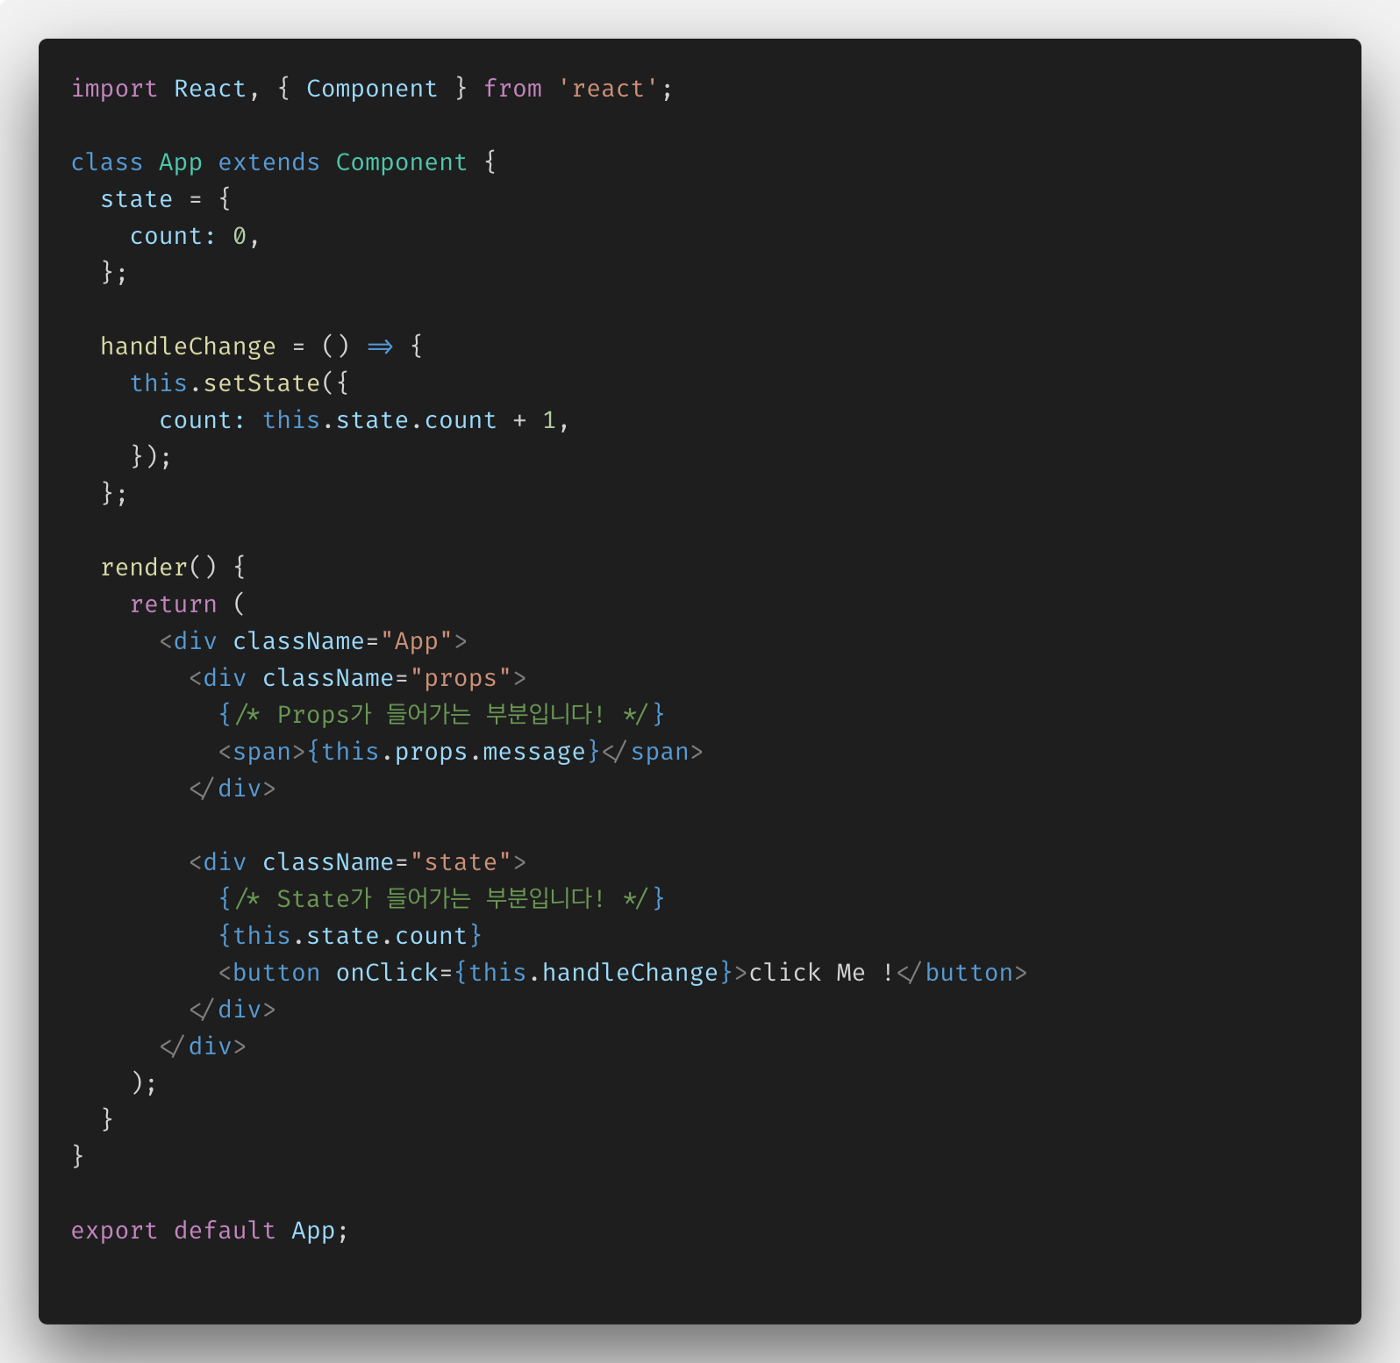 import React, { Component } from 'react';
class App extends Component {
state = {
count: 0,
};
handleChange = () => {
this.setState({
count: this.state.count + 1,
});
};
render() {
return (
<div className="App">
<div className="props">
{/* Props가 들어가는 부분입니다! */}
<span>{this.props.message}</span>
</div>
<div className="state">
{/* State가 들어가는 부분입니다! */}
{this.state.count}
<button onClick={this.handleChange}>click Me !</button>
</div>
</div>
);
}
}
export default App;